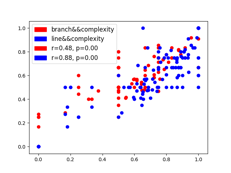 branch&&complexity
line&&complexity
r=0.48, p=0.00
r=0.88, p=0.00
1.0
0.8
0.6
0.4
0.2
0.0
0.0 0.2 0.4 0.6 0.8 1.0